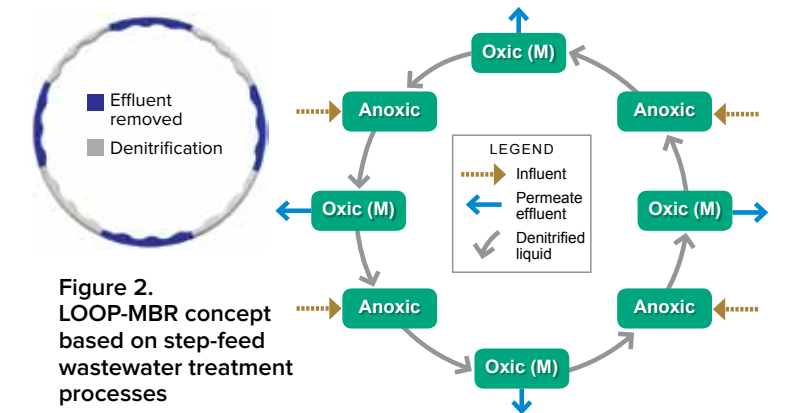 Effluent
removed
Denitrification
Figure 2.
LOOP-MBR concept
based on step-feed
wastewater treatment
processes
Oxic (M)
Anoxic
Anoxic
LEGEND
Influent
Permeate
effluent
Denitrified
liquid
Oxic (M)
Oxic (M)
Anoxic
Anoxic
Oxic (M)